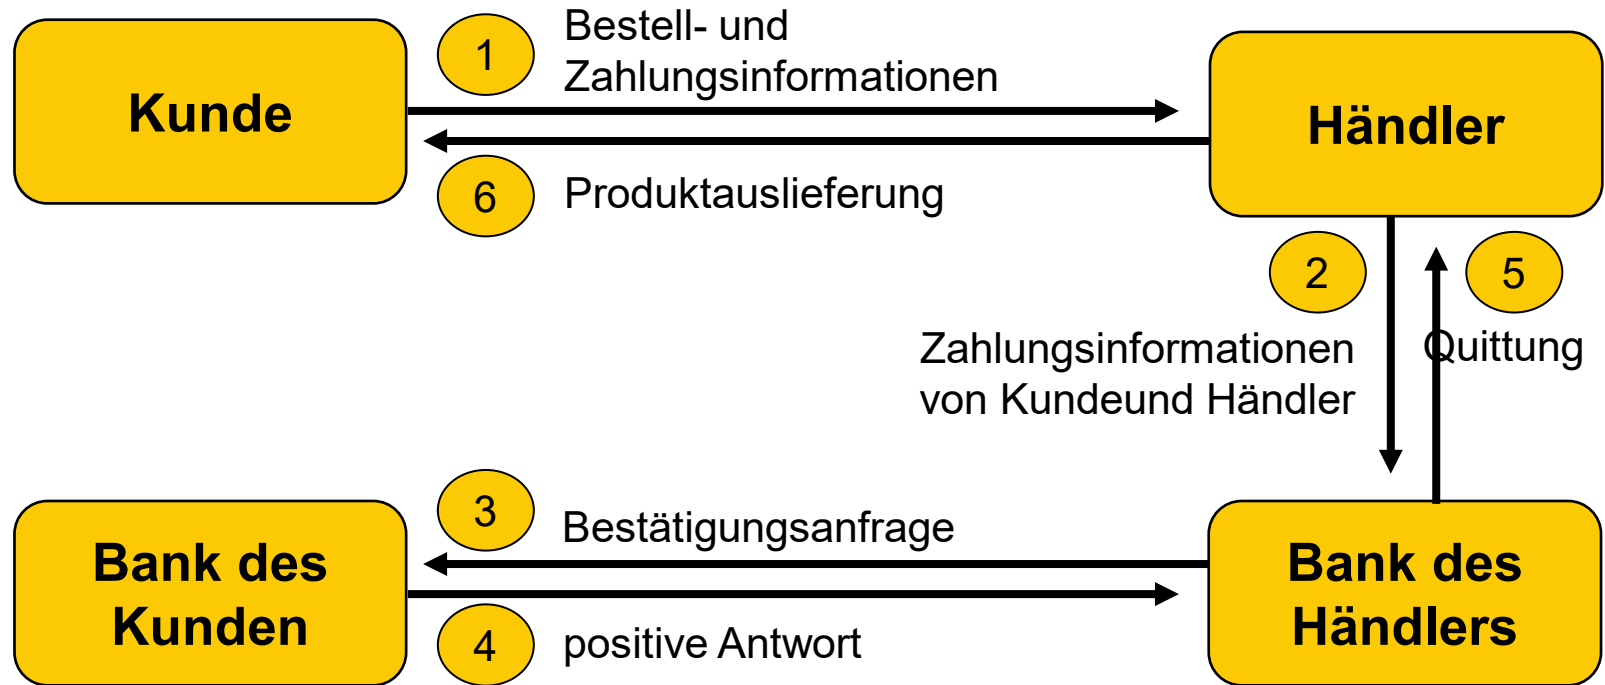 1
Bestell- und
Zahlungsinformationen
Kunde
Händler
6
Produktauslieferung
2
5
Zahlungsinformationen
von Kundeund Händler
Quittung
3
Bestätigungsanfrage
Bank des
Kunden
Bank des
Händlers
4
positive Antwort